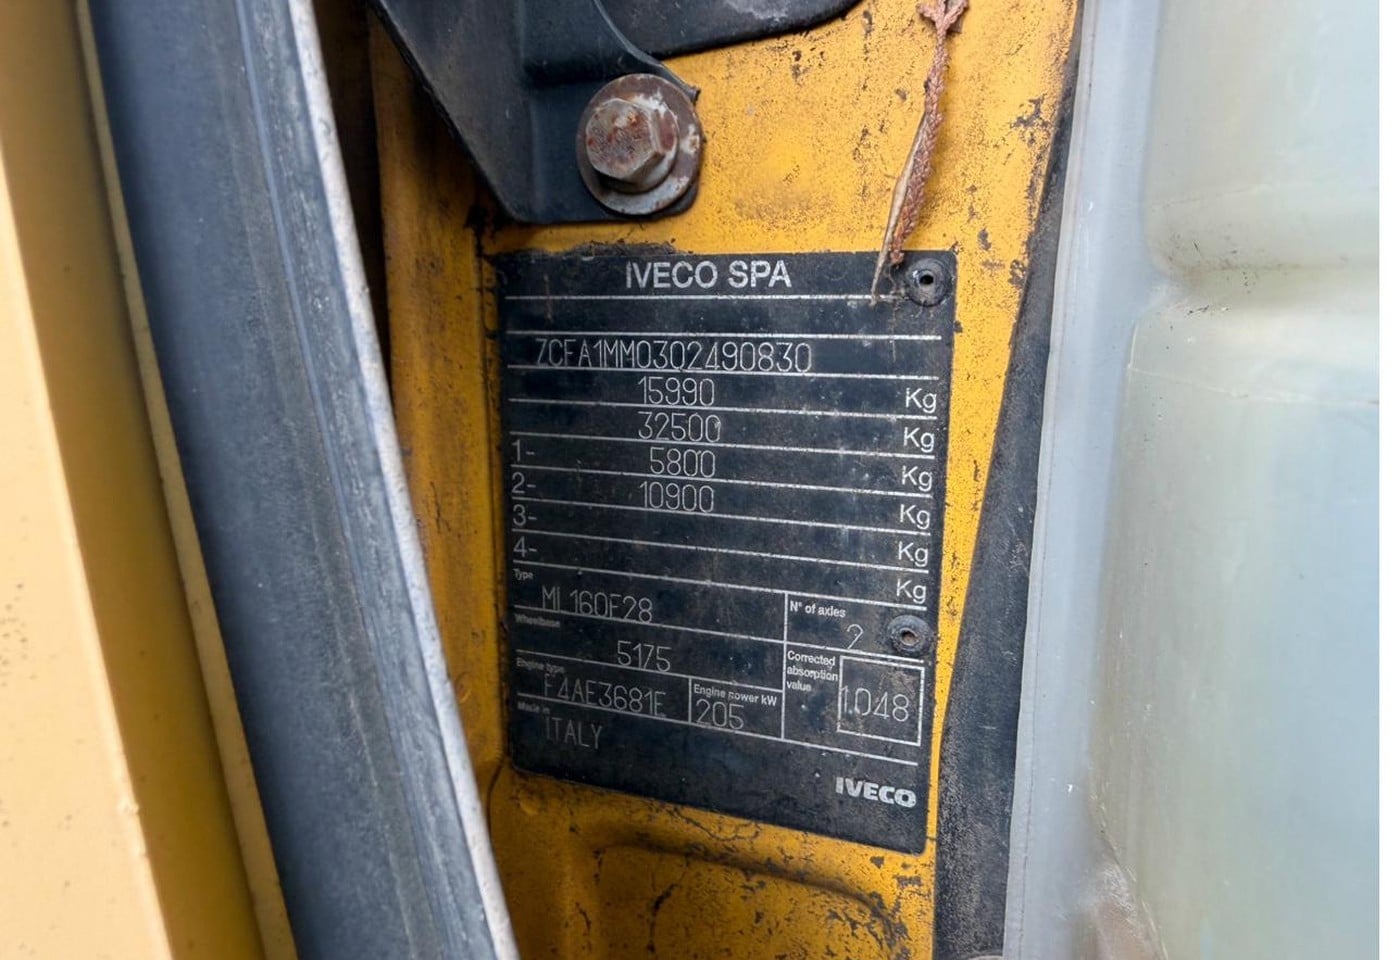 IVECO SPA
ZCFA1MM0302490830
15990 Kg
32500 Kg
1- 5800 Kg
2- 10900 Kg
3- Kg
4- Kg
Type
ML160E28
N° of axles
2
Wheelbase
5175
Corrected
absorption
value
1.048
Engine type
F4AE3681E
Engine power kW
205
Made in
ITALY
IVECO